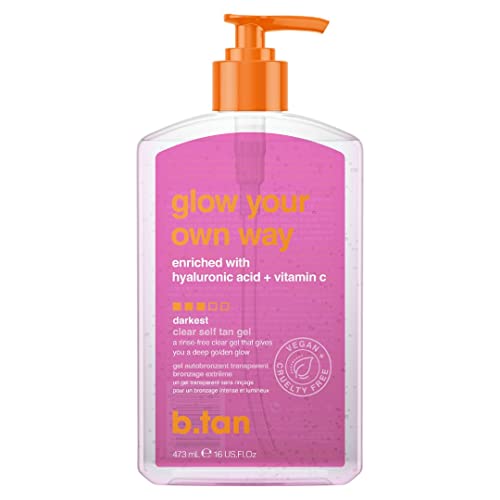 glow your
own way
enriched with
hyaluronic acid + vitamin c
darkest
clear self tan gel
a rinse-free clear gel that gives
you a deep golden glow
gel autobronzant transparent
bronzage extrême
un gel transparent sans rinçage
pour un bronzage intense et lumineux
VEGAN +
CRUELTY FREE
b.tan
473 mL ℮ 16 US.Fl.Oz